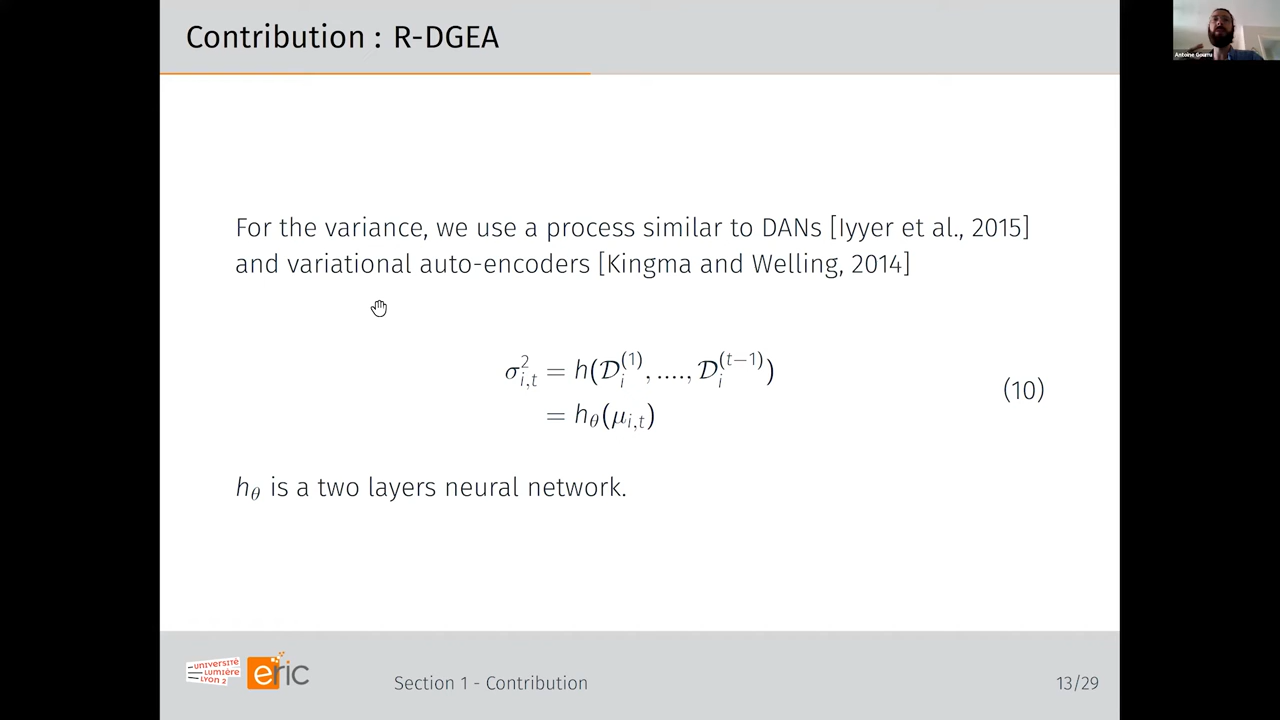 Contribution : R-DGEA
Antoine Gourru
For the variance, we use a process similar to DANs [Iyyer et al., 2015]
and variational auto-encoders [Kingma and Welling, 2014]
σ²_{i,t} = h(𝒟_i^{(1)}, ...., 𝒟_i^{(t−1)})
= h_θ(μ_{i,t})
(10)
h_θ is a two layers neural network.
UNIVERSITÉ
LUMIÈRE
LYON 2
eric
Section 1 - Contribution
13/29